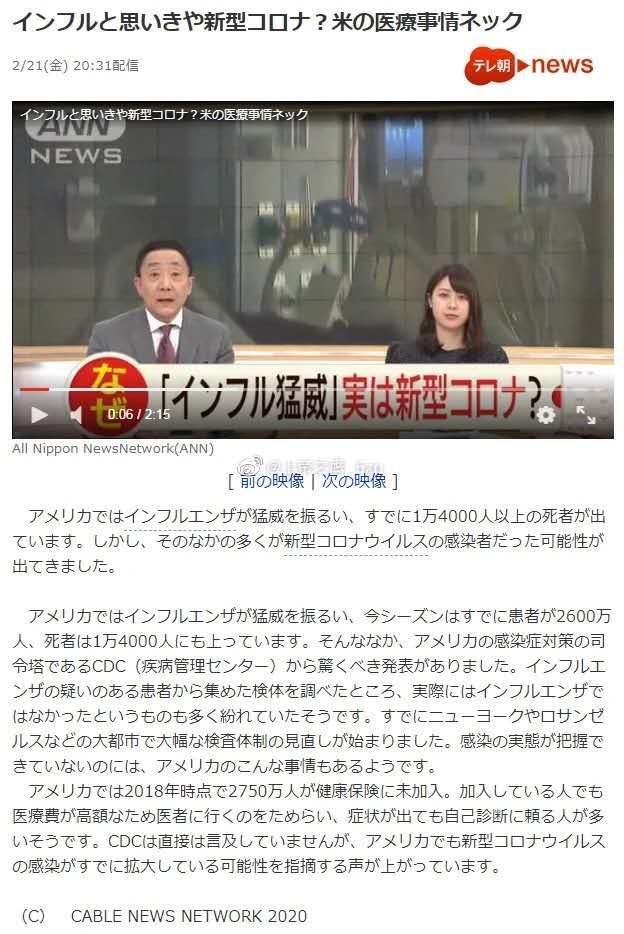 インフルと思いきや新型コロナ？米の医療事情ネック
2/21(金) 20:31配信
テレ朝 news
インフルと思いきや新型コロナ？米の医療事情ネック
ANN
NEWS
なぜ
「インフル猛威」実は新型コロナ？
0:06 / 2:15
All Nippon NewsNetwork(ANN)
[ 前の映像 | 次の映像 ]
アメリカではインフルエンザが猛威を振るい、すでに1万4000人以上の死者が出
ています。しかし、そのなかの多くが新型コロナウイルスの感染者だった可能性が
出てきました。
アメリカではインフルエンザが猛威を振るい、今シーズンはすでに患者が2600万
人、死者は1万4000人にも上っています。そんななか、アメリカの感染症対策の司
令塔であるCDC（疾病管理センター）から驚くべき発表がありました。インフルエ
ンザの疑いのある患者から集めた検体を調べたところ、実際にはインフルエンザで
はなかったというものも多く紛れていたそうです。すでにニューヨークやロサンゼ
ルスなどの大都市で大幅な検査体制の見直しが始まりました。感染の実態が把握で
きていないのには、アメリカのこんな事情もあるようです。
アメリカでは2018年時点で2750万人が健康保険に未加入。加入している人でも
医療費が高額なため医者に行くのをためらい、症状が出ても自己診断に頼る人が多
いそうです。CDCは直接は言及していませんが、アメリカでも新型コロナウイルス
の感染がすでに拡大している可能性を指摘する声が上がっています。
（C） CABLE NEWS NETWORK 2020